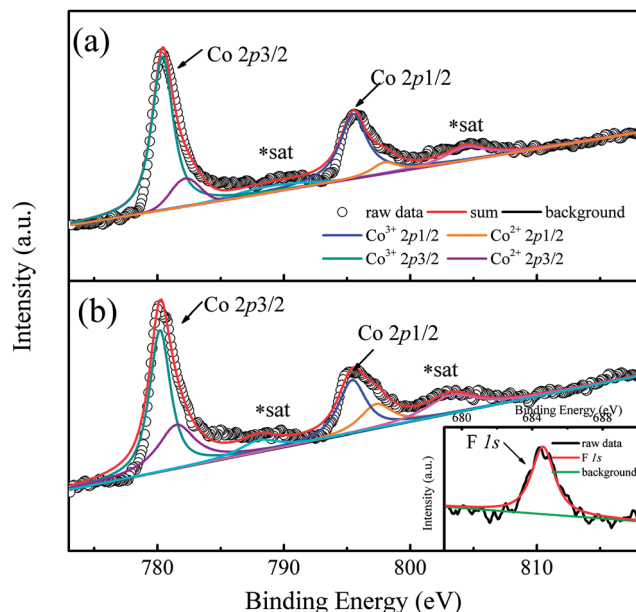 (a)
Co 2p3/2
Co 2p1/2
*sat
*sat
raw data sum background
Co³⁺ 2p1/2 Co²⁺ 2p1/2
Co³⁺ 2p3/2 Co²⁺ 2p3/2
Intensity (a.u.)
(b)
Co 2p3/2
Co 2p1/2
*sat
*sat
680 684 688
Binding Energy (eV)
F 1s
raw data
F 1s
background
Intensity (a.u.)
780 790 800 810
Binding Energy (eV)